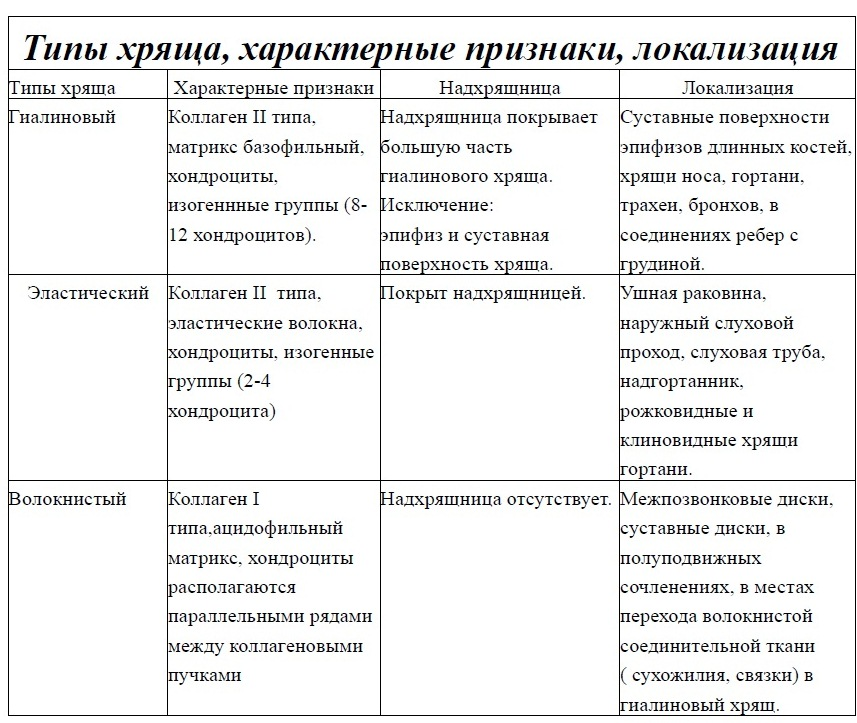 Типы хряща, характерные признаки, локализация
Типы хряща
Характерные признаки
Надхрящница
Локализация
Гиалиновый
Коллаген II типа,
матрикс базофильный,
хондроциты,
изогеннные группы (8-
12 хондроцитов).
Надхрящница покрывает
большую часть
гиалинового хряща.
Исключение:
эпифиз и суставная
поверхность хряща.
Суставные поверхности
эпифизов длинных костей,
хрящи носа, гортани,
трахеи, бронхов, в
соединениях ребер с
грудиной.
Эластический
Коллаген II  типа,
эластические волокна,
хондроциты, изогенные
группы (2-4
хондроцита)
Покрыт надхрящницей.
Ушная раковина,
наружный слуховой
проход, слуховая труба,
надгортанник,
рожковидные и
клиновидные хрящи
гортани.
Волокнистый
Коллаген I
типа,ацидофильный
матрикс, хондроциты
располагаются
параллельными рядами
между коллагеновыми
пучками
Надхрящница отсутствует.
Межпозвонковые диски,
суставные диски, в
полуподвижных
сочленениях, в местах
перехода волокнистой
соединительной ткани
( сухожилия, связки) в
гиалиновый хрящ.